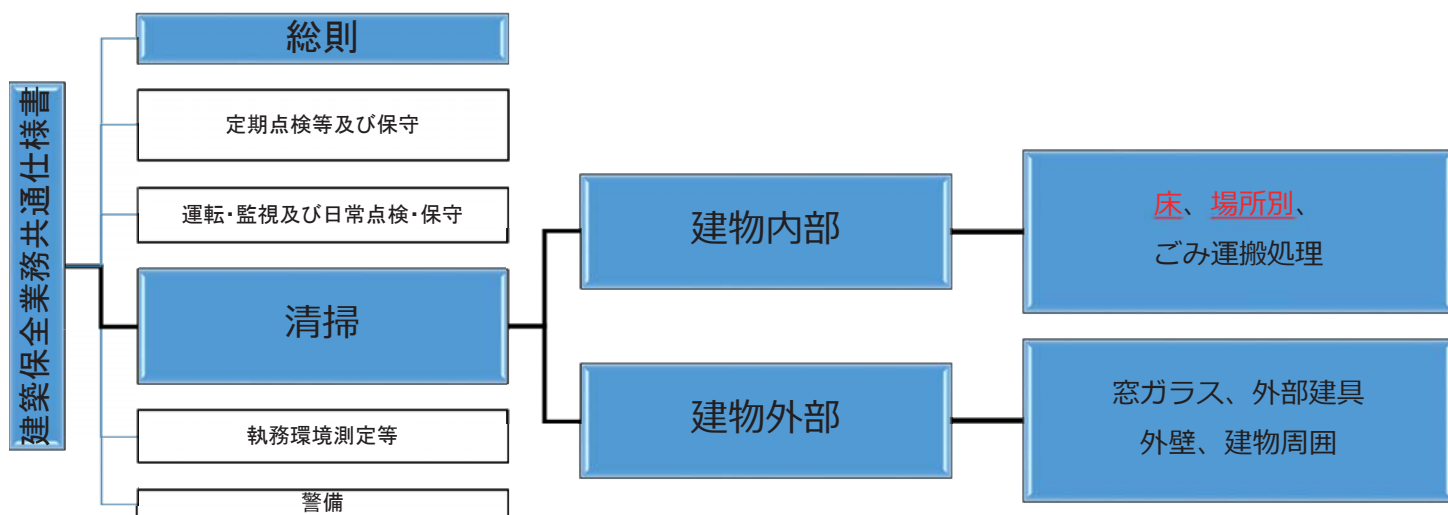 建築保全業務共通仕様書
総則
定期点検等及び保守
運転・監視及び日常点検・保守
清掃
執務環境測定等
警備
建物内部
建物外部
床、場所別、
ごみ運搬処理
窓ガラス、外部建具
外壁、建物周囲